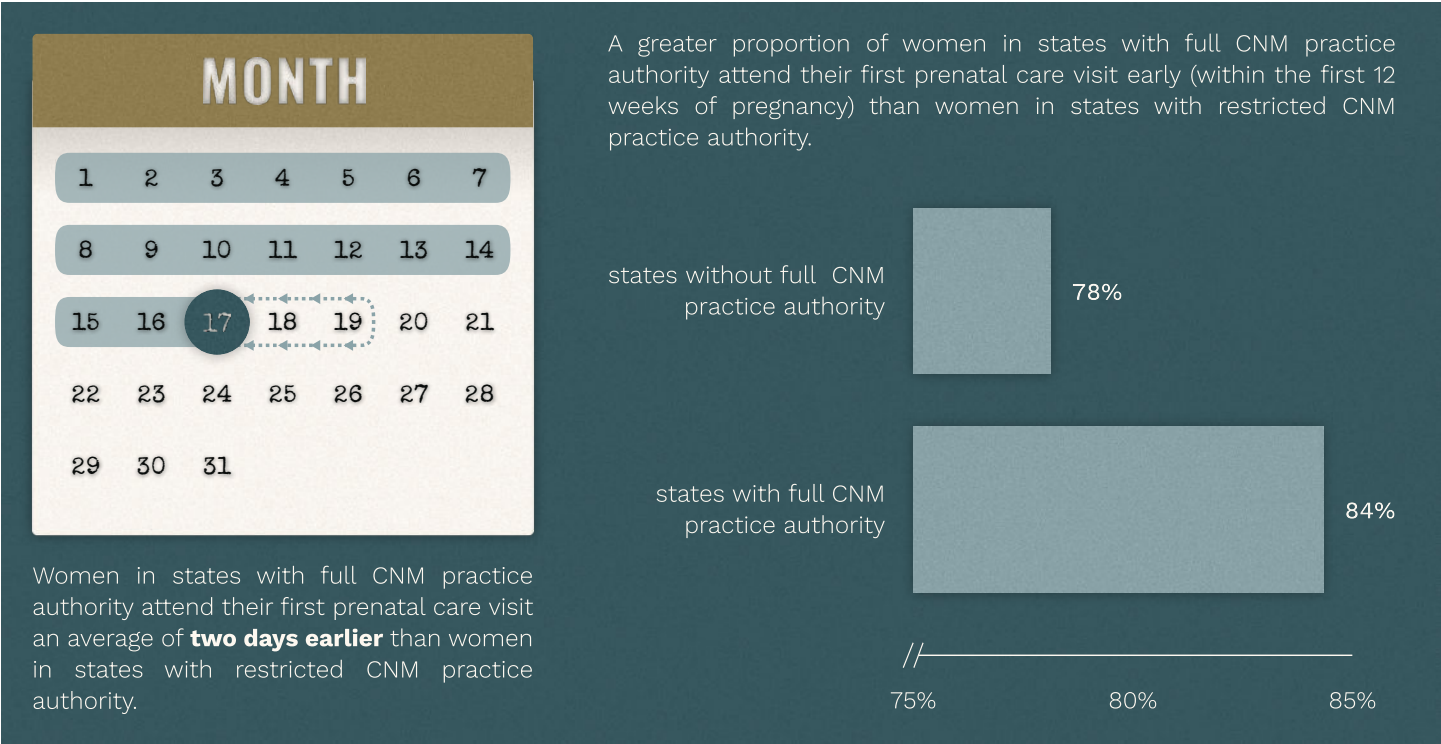 MONTH
1 2 3 4 5 6 7
8 9 10 11 12 13 14
15 16 17 18 19 20 21
22 23 24 25 26 27 28
29 30 31
Women in states with full CNM practice
authority attend their first prenatal care visit
an average of two days earlier than women
in states with restricted CNM practice
authority.
A greater proportion of women in states with full CNM practice
authority attend their first prenatal care visit early (within the first 12
weeks of pregnancy) than women in states with restricted CNM
practice authority.
states without full CNM
practice authority
78%
states with full CNM
practice authority
84%
75% 80% 85%